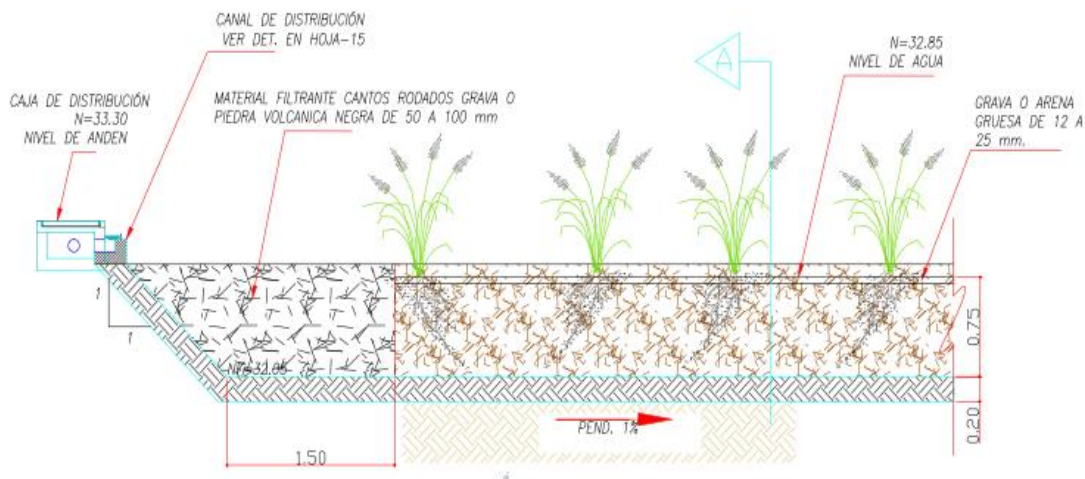 CANAL DE DISTRIBUCIÓN
VER DET. EN HOJA-15
N=32.85
NIVEL DE AGUA
A
CAJA DE DISTRIBUCIÓN
N=33.30
NIVEL DE ANDEN
MATERIAL FILTRANTE CANTOS RODADOS GRAVA O
PIEDRA VOLCANICA NEGRA DE 50 A 100 mm
GRAVA O ARENA
GRUESA DE 12 A
25 mm.
1
1
0.75
0.20
PEND. 1%
1.50